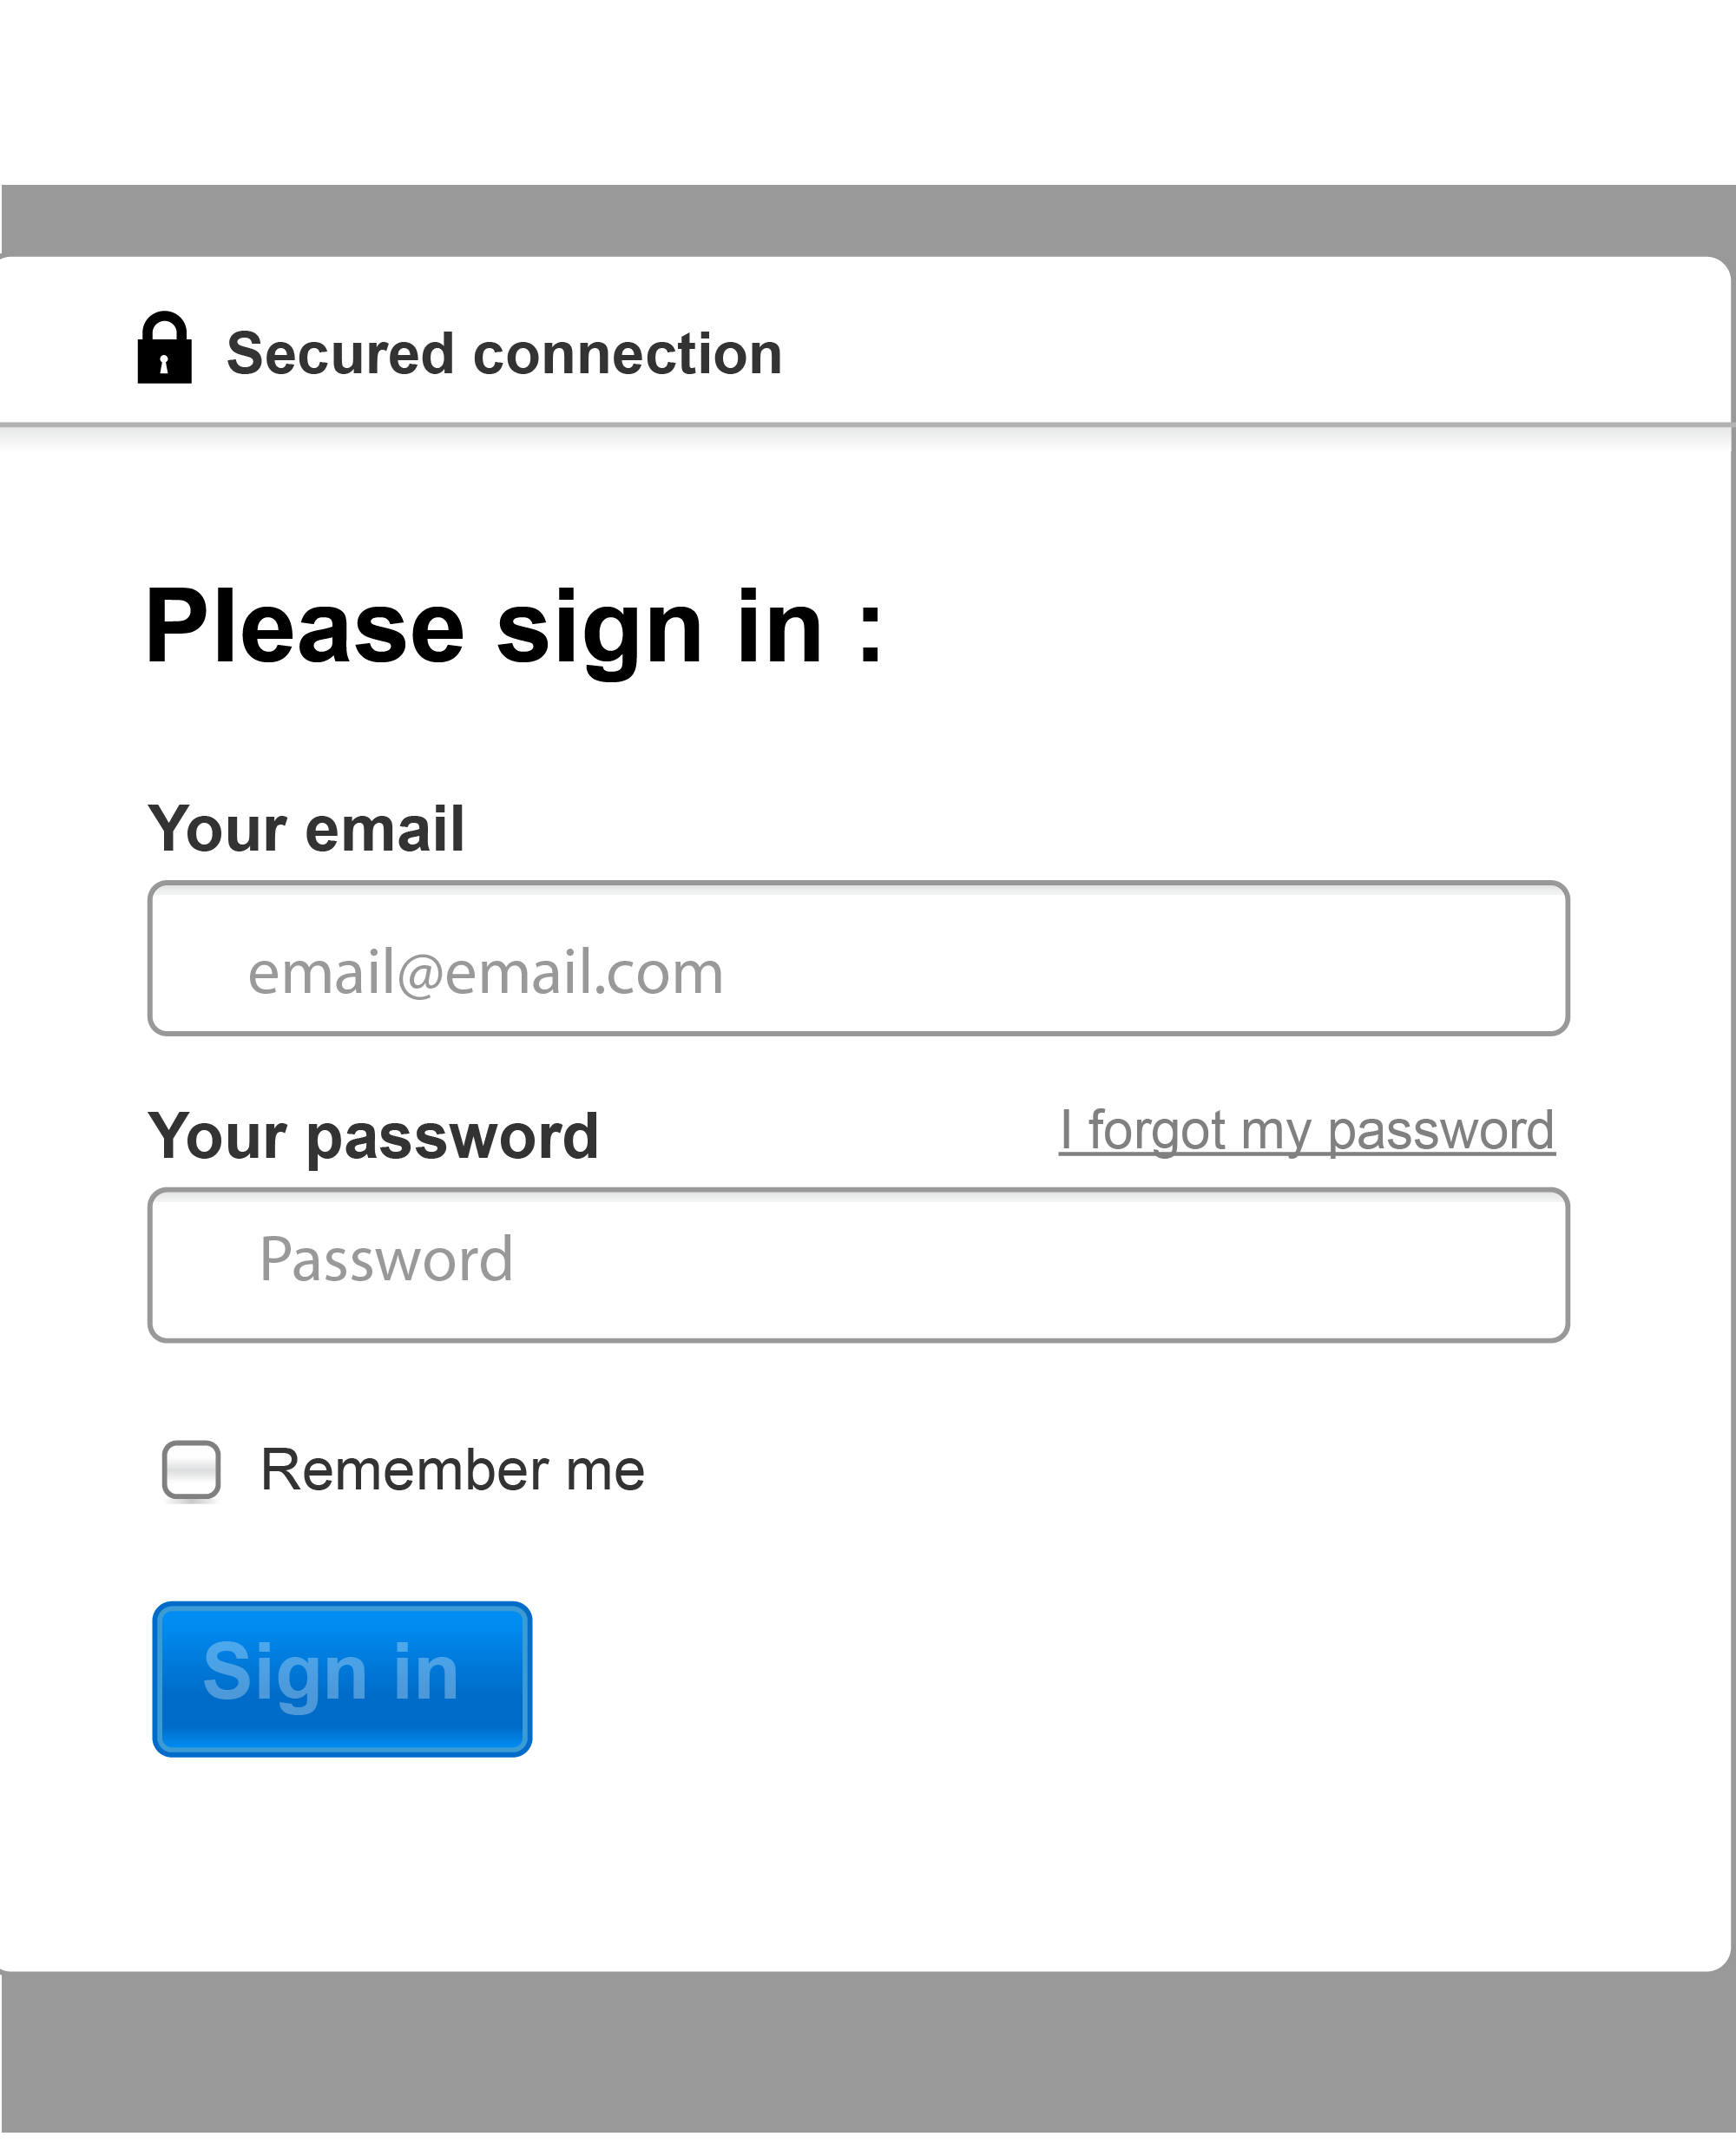 Secured connection
Please sign in :
Your email
email@email.com
Your password
I forgot my password
Password
Remember me
Sign in